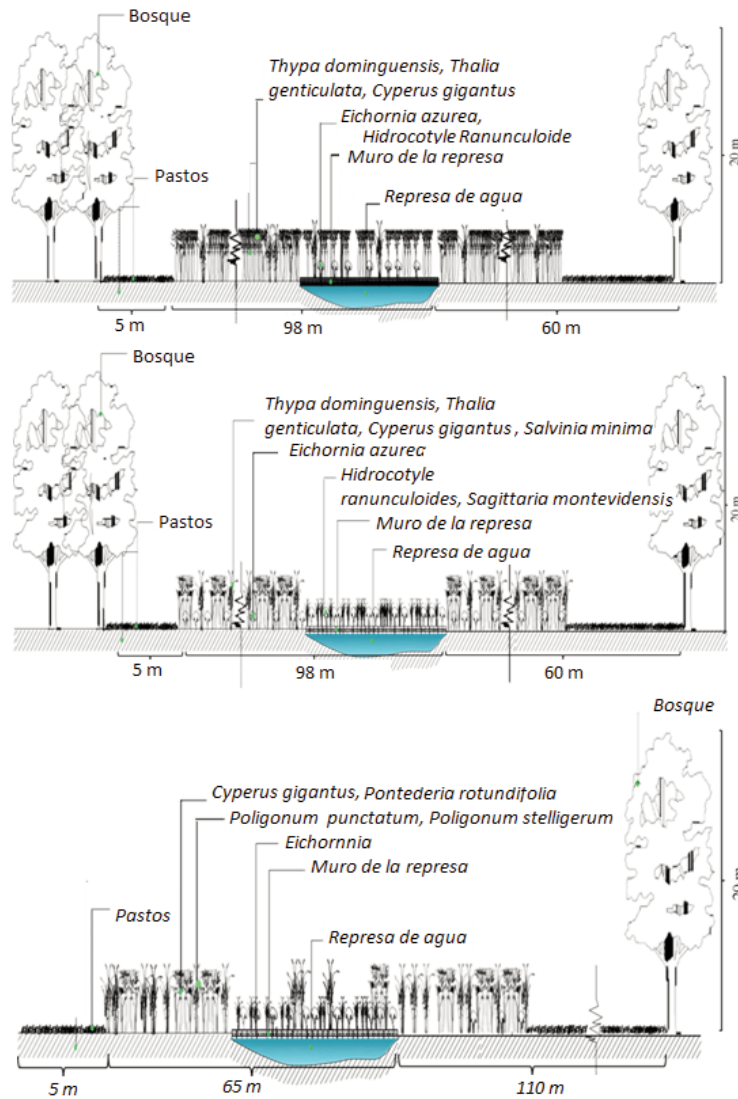 Bosque
Thypa dominguensis, Thalia
genticulata, Cyperus gigantus
Eichornia azurea,
Hidrocotyle Ranunculoide
Muro de la represa
Pastos
Represa de agua
20 m
5 m
98 m
60 m
Bosque
Thypa dominguensis, Thalia
genticulata, Cyperus gigantus , Salvinia minima
Eichornia azurea
Hidrocotyle
ranunculoides, Sagittaria montevidensis
Pastos
Muro de la represa
Represa de agua
20 m
5 m
98 m
60 m
Bosque
Cyperus gigantus, Pontederia rotundifolia
Poligonum punctatum, Poligonum stelligerum
Eichornnia
Muro de la represa
Pastos
Represa de agua
20 m
5 m
65 m
110 m